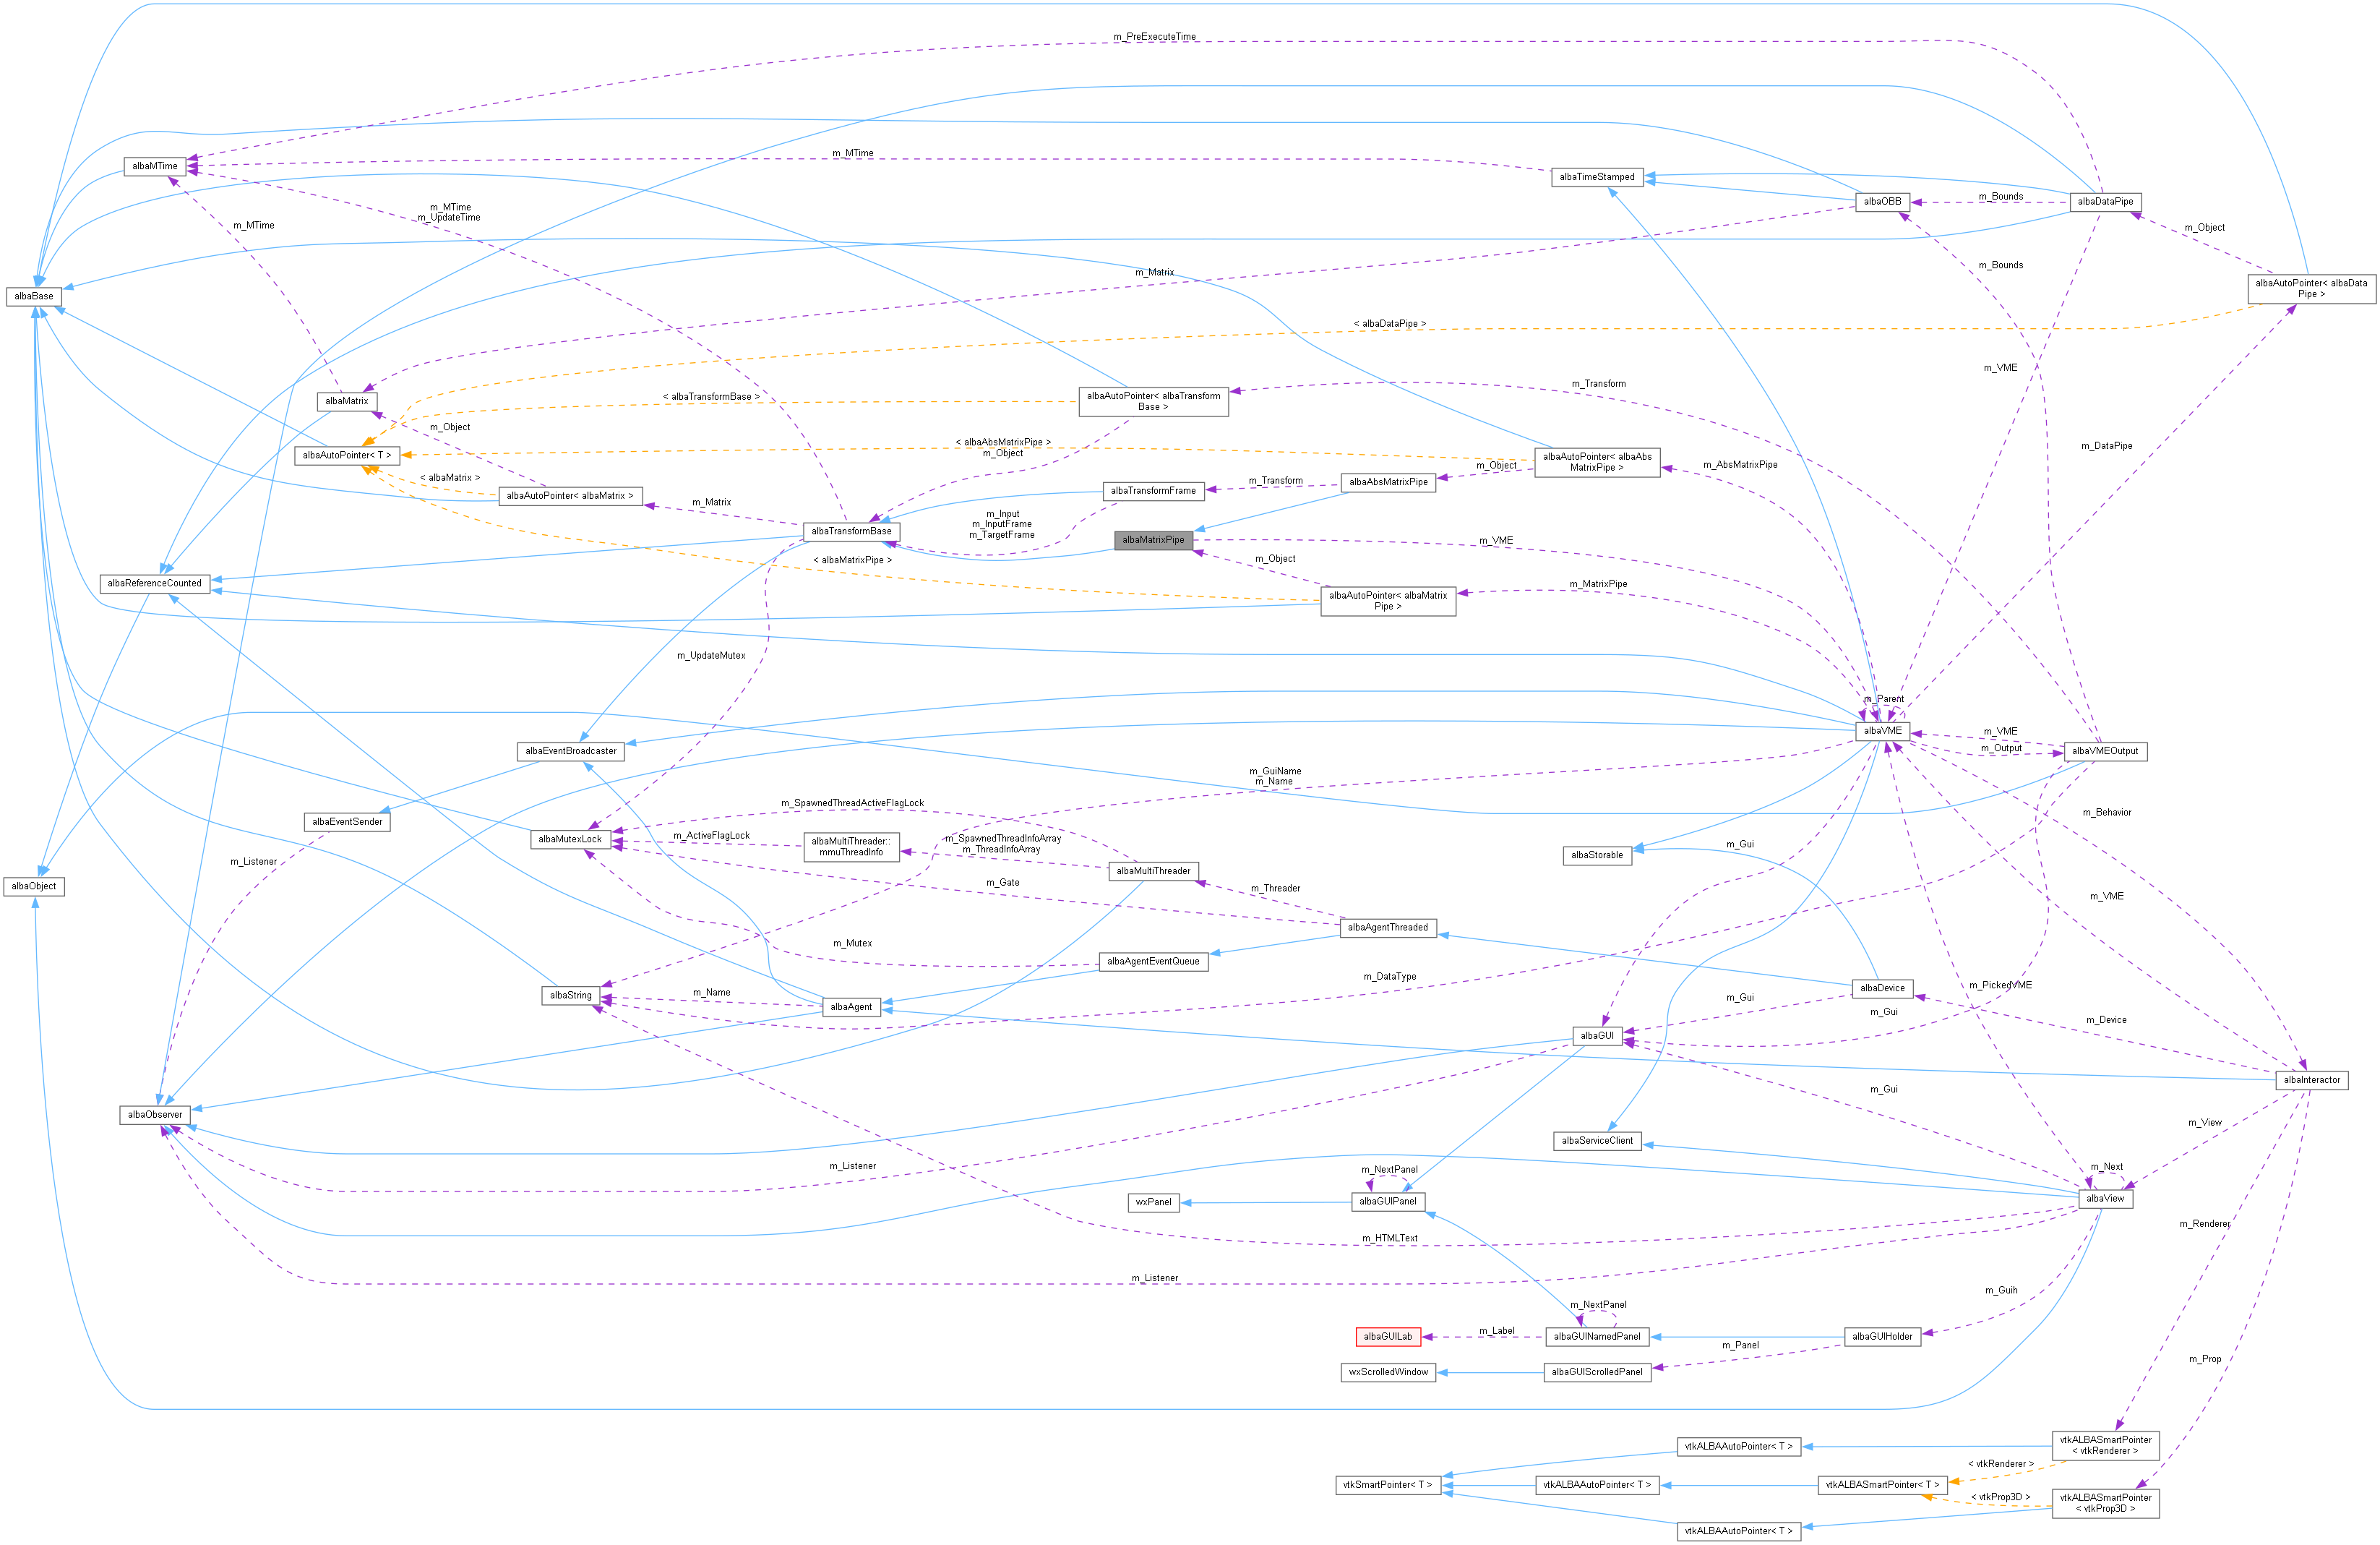 m_PreExecuteTime
m_MTime
albaMTime
albaTimeStamped
albaOBB
m_Bounds
albaDataPipe
m_MTime
m_UpdateTime
m_MTime
m_Object
m_Matrix
m_Bounds
albaBase
albaAutoPointer< albaData
Pipe >
< albaDataPipe >
m_VME
m_Transform
albaMatrix
< albaTransformBase >
albaAutoPointer< albaTransform
Base >
m_Object
m_DataPipe
albaAutoPointer< T >
< albaAbsMatrixPipe >
m_Object
albaAutoPointer< albaAbs
MatrixPipe >
m_AbsMatrixPipe
< albaMatrix >
m_Object
albaAutoPointer< albaMatrix >
m_Matrix
albaTransformFrame
m_Transform
albaAbsMatrixPipe
m_Input
m_InputFrame
m_TargetFrame
albaTransformBase
albaMatrixPipe
m_VME
< albaMatrixPipe >
m_Object
albaReferenceCounted
m_MatrixPipe
albaAutoPointer< albaMatrix
Pipe >
m_UpdateMutex
m_Parent
albaVME
m_VME
m_Output
albaVMEOutput
albaEventBroadcaster
m_GuiName
m_Name
m_SpawnedThreadActiveFlagLock
albaEventSender
m_Behavior
albaMutexLock
m_ActiveFlagLock
albaMultiThreader::
mmuThreadInfo
m_SpawnedThreadInfoArray
m_ThreadInfoArray
m_Gui
albaStorable
m_Listener
albaMultiThreader
albaObject
m_Gate
m_Threader
m_VME
albaAgentThreaded
m_Mutex
albaAgentEventQueue
m_DataType
m_PickedVME
albaDevice
albaString
m_Name
albaAgent
m_Gui
m_Gui
m_Device
albaGUI
albaInteractor
m_Gui
albaObserver
m_View
albaServiceClient
m_Listener
m_NextPanel
m_Next
wxPanel
albaGUIPanel
albaView
m_HTMLText
m_Renderer
m_Listener
m_Guih
m_NextPanel
albaGUILab
m_Label
albaGUINamedPanel
albaGUIHolder
m_Panel
m_Prop
wxScrolledWindow
albaGUIScrolledPanel
vtkALBAAutoPointer< T >
vtkALBASmartPointer
< vtkRenderer >
< vtkRenderer >
vtkSmartPointer< T >
vtkALBAAutoPointer< T >
vtkALBASmartPointer< T >
< vtkProp3D >
vtkALBASmartPointer
< vtkProp3D >
vtkALBAAutoPointer< T >